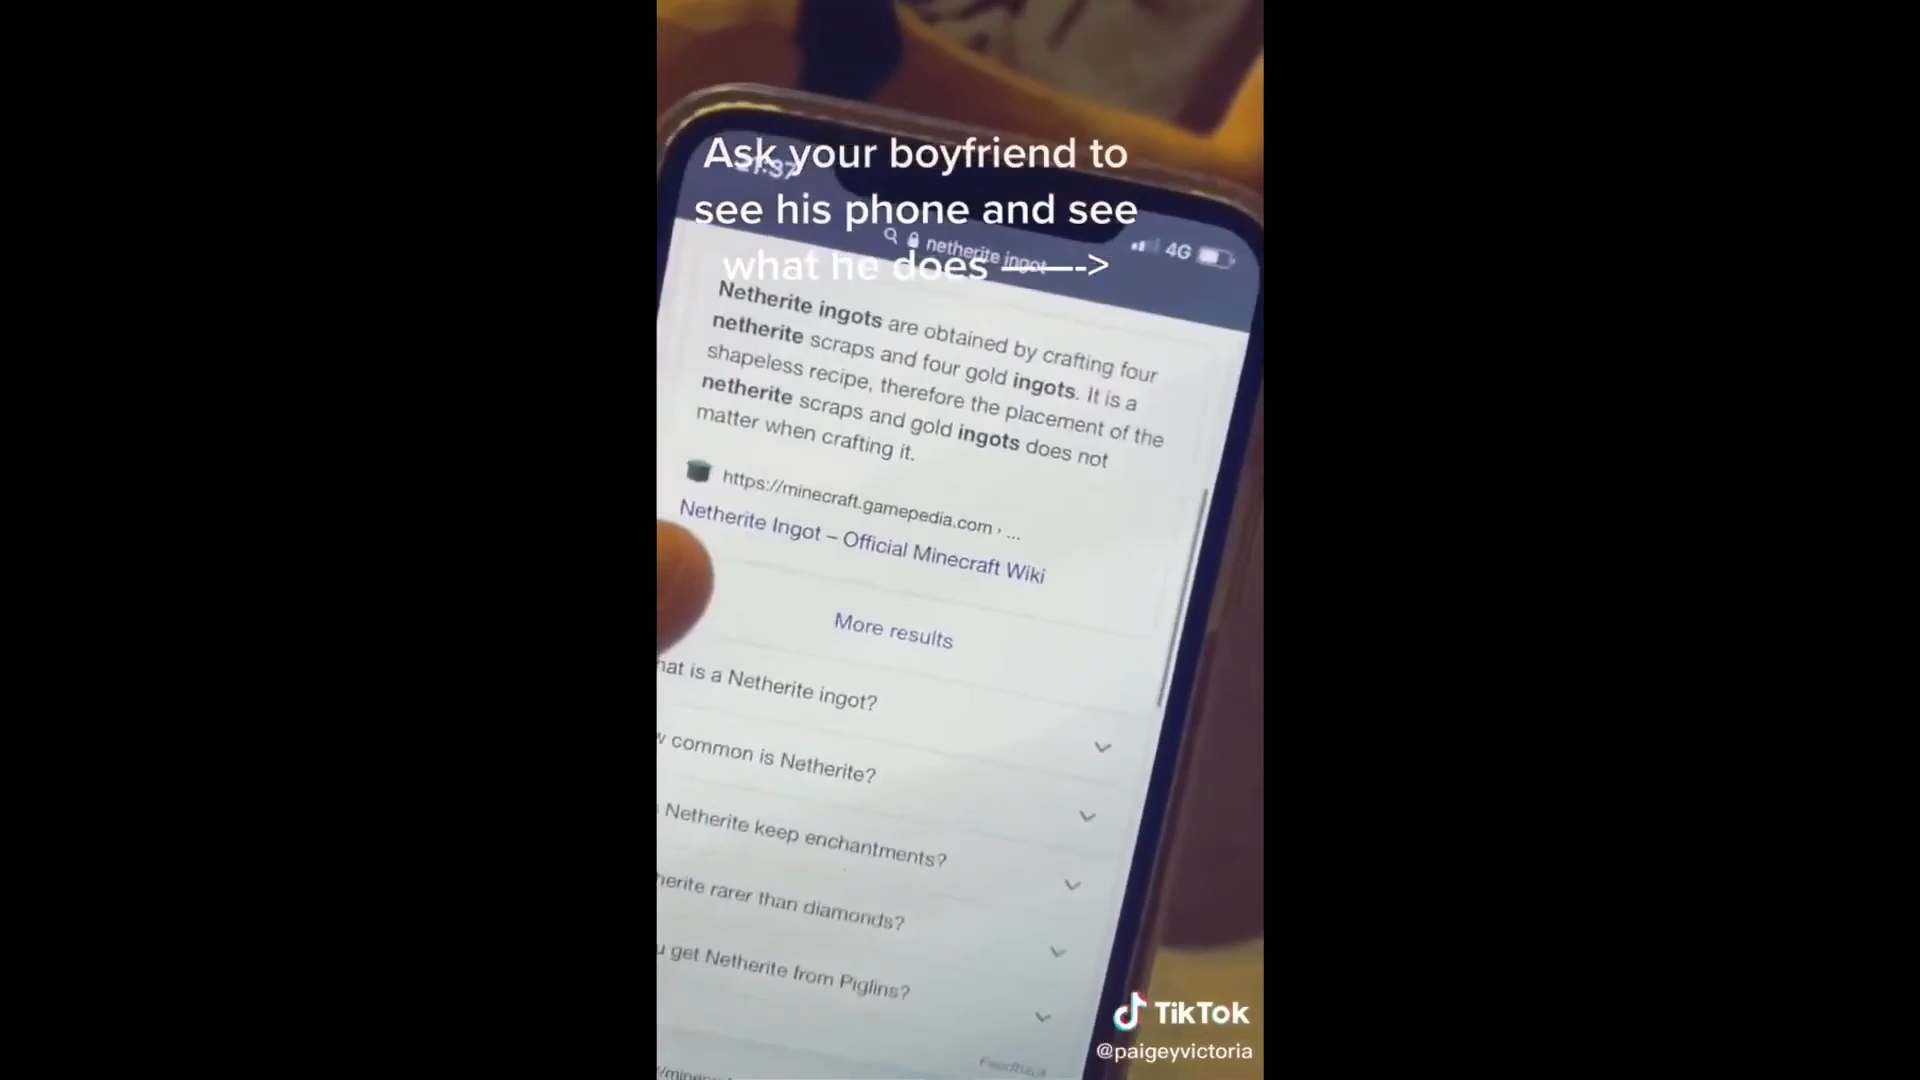 Ask your boyfriend to
see his phone and see
what he does ——->
21:37
4G
netherite ingot
Netherite ingots are obtained by crafting four
netherite scraps and four gold ingots. It is a
shapeless recipe, therefore the placement of the
netherite scraps and gold ingots does not
matter when crafting it.
https://minecraft.gamepedia.com › ...
Netherite Ingot – Official Minecraft Wiki
More results
hat is a Netherite ingot?
w common is Netherite?
Netherite keep enchantments?
herite rarer than diamonds?
u get Netherite from Piglins?
Feedback
TikTok
@paigeyvictoria